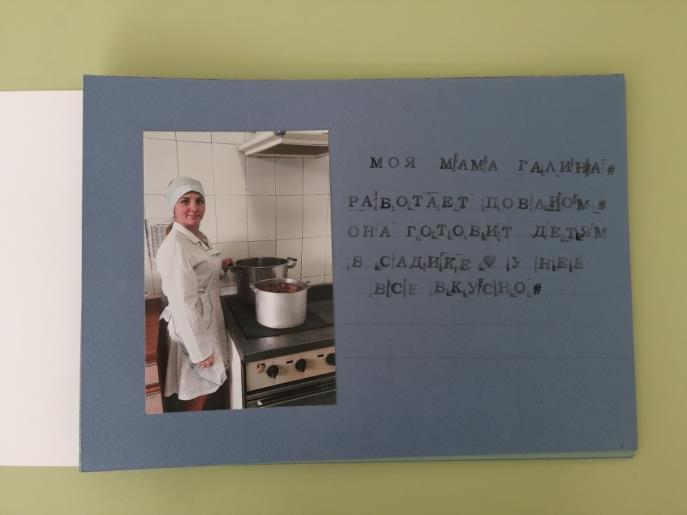 МОЯ МАМА ГАЛИНА#
РАБОТАЕТ ПОВАРОМ#
ОНА ГОТОВИТ ДЕТЯМ
В САДИКЕ 🖤 У НЕЕ
ВСЕ ВКУСНО#